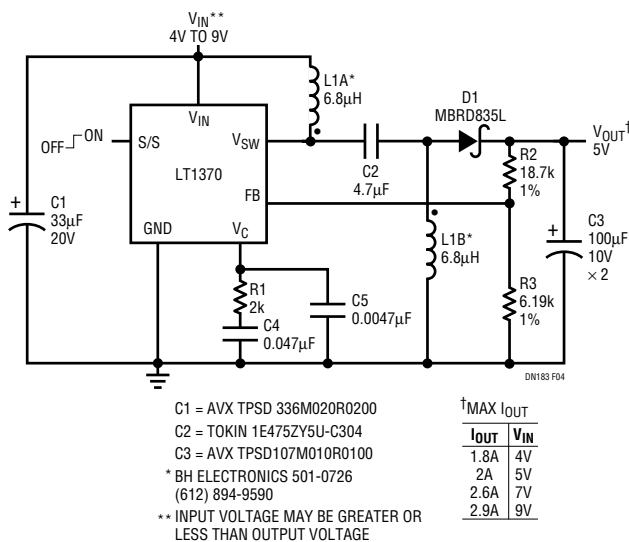 VIN**
4V TO 9V
L1A*
6.8µH
D1
MBRD835L
VOUT†
5V
OFF ON
S/S
VIN
VSW
LT1370
FB
GND
VC
C2
4.7µF
R2
18.7k
1%
+
C1
33µF
20V
L1B*
6.8µH
+
C3
100µF
10V
× 2
R1
2k
C4
0.047µF
C5
0.0047µF
R3
6.19k
1%
DN183 F04
C1 = AVX TPSD 336M020R0200
C2 = TOKIN 1E475ZY5U-C304
C3 = AVX TPSD107M010R0100
* BH ELECTRONICS 501-0726
(612) 894-9590
** INPUT VOLTAGE MAY BE GREATER OR
LESS THAN OUTPUT VOLTAGE
†MAX IOUT
IOUT VIN
1.8A 4V
2A 5V
2.6A 7V
2.9A 9V